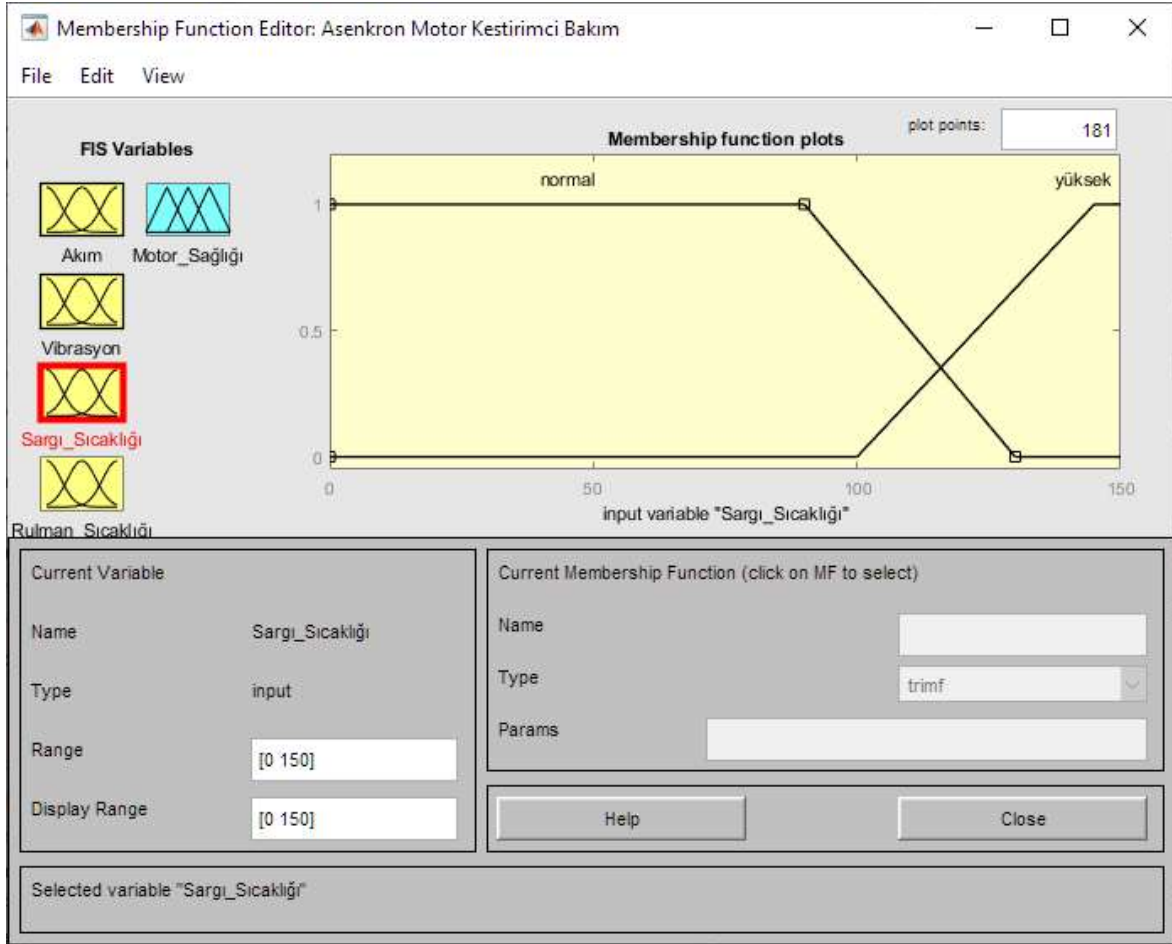 Membership Function Editor: Asenkron Motor Kestirimci Bakım
File Edit View
FIS Variables
Akım Motor_Sağlığı
Vibrasyon
Sargı_Sıcaklığı
Rulman_Sıcaklığı
Membership function plots
plot points: 181
normal yüksek
1
0.5
0
0 50 100 150
input variable "Sargı_Sıcaklığı"
Current Variable
Name Sargı_Sıcaklığı
Type input
Range [0 150]
Display Range [0 150]
Current Membership Function (click on MF to select)
Name
Type trimf
Params
Help Close
Selected variable "Sargı_Sıcaklığı"